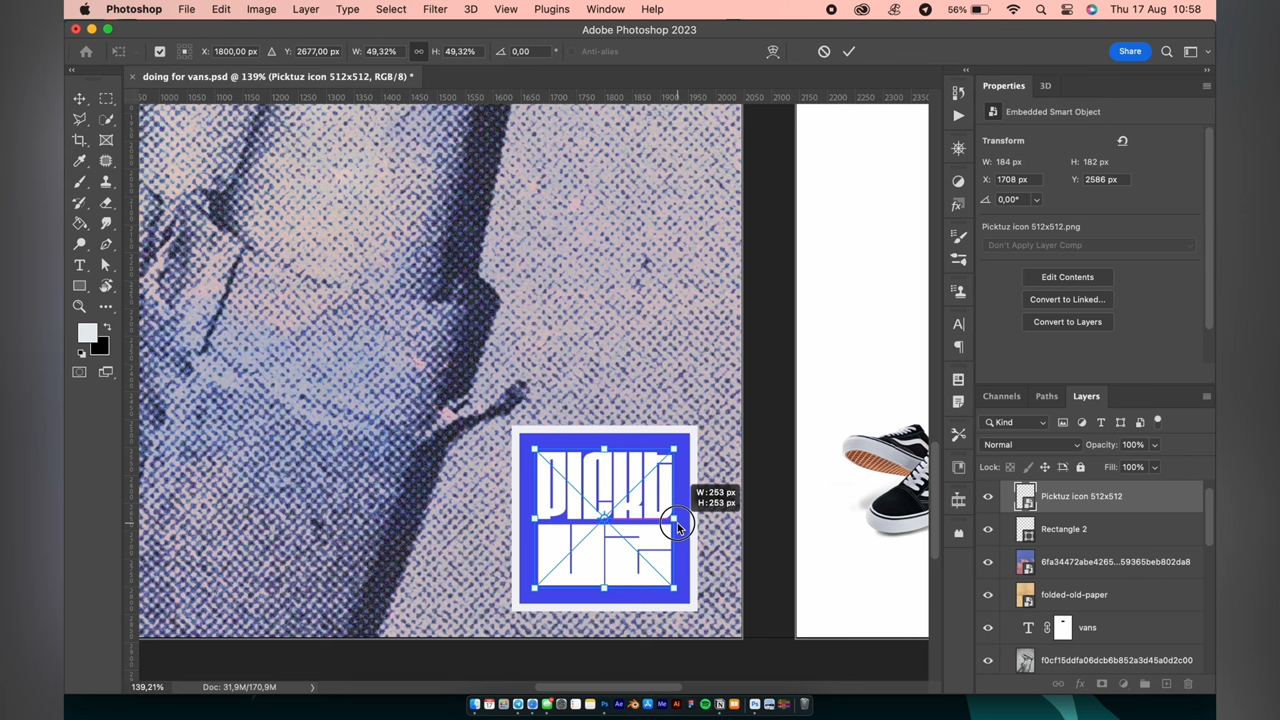 Photoshop File Edit Image Layer Type Select Filter 3D View Plugins Window Help 56% Thu 17 Aug 10:58
Adobe Photoshop 2023
X: 1800,00 px Y: 2677,00 px W: 49,32% H: 49,32% 0,00 ° Anti-alias Share
doing for vans.psd @ 139% (Picktuz icon 512x512, RGB/8) *
1000 1050 1100 1150 1200 1250 1300 1350 1400 1450 1500 1550 1600 1650 1700 1750 1800 1850 1900 1950 2000 2050 2100 2150 2200 2250 2300
Properties 3D
Embedded Smart Object
Transform
W: 184 px H: 182 px
X: 1708 px Y: 2586 px
0,00°
Picktuz icon 512x512.png
Don't Apply Layer Comp
Edit Contents
Convert to Linked...
Convert to Layers
Channels Paths Layers
Kind
Normal Opacity: 100%
Lock: Fill: 100%
Picktuz icon 512x512
Rectangle 2
6fa34472abe4265...59365beb802da8
folded-old-paper
vans
f0cf15ddfa06dcb6b852a3d45a0d2c00
W: 253 px
H: 253 px
139,21% Doc: 31,9M/170,9M